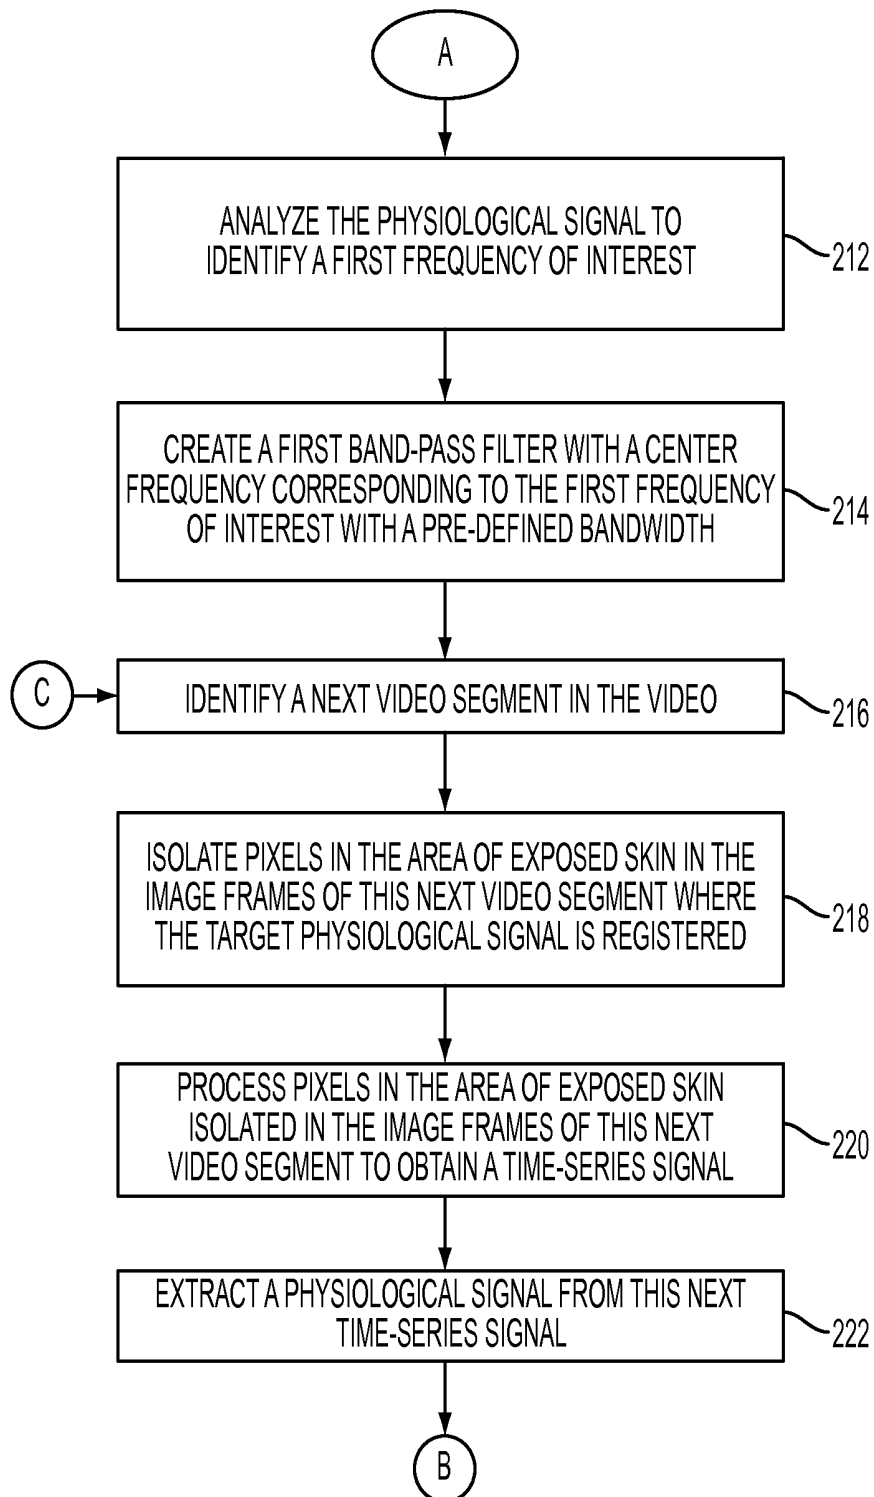 A
ANALYZE THE PHYSIOLOGICAL SIGNAL TO
IDENTIFY A FIRST FREQUENCY OF INTEREST
212
CREATE A FIRST BAND-PASS FILTER WITH A CENTER
FREQUENCY CORRESPONDING TO THE FIRST FREQUENCY
OF INTEREST WITH A PRE-DEFINED BANDWIDTH
214
C
IDENTIFY A NEXT VIDEO SEGMENT IN THE VIDEO
216
ISOLATE PIXELS IN THE AREA OF EXPOSED SKIN IN THE
IMAGE FRAMES OF THIS NEXT VIDEO SEGMENT WHERE
THE TARGET PHYSIOLOGICAL SIGNAL IS REGISTERED
218
PROCESS PIXELS IN THE AREA OF EXPOSED SKIN
ISOLATED IN THE IMAGE FRAMES OF THIS NEXT
VIDEO SEGMENT TO OBTAIN A TIME-SERIES SIGNAL
220
EXTRACT A PHYSIOLOGICAL SIGNAL FROM THIS NEXT
TIME-SERIES SIGNAL
222
B